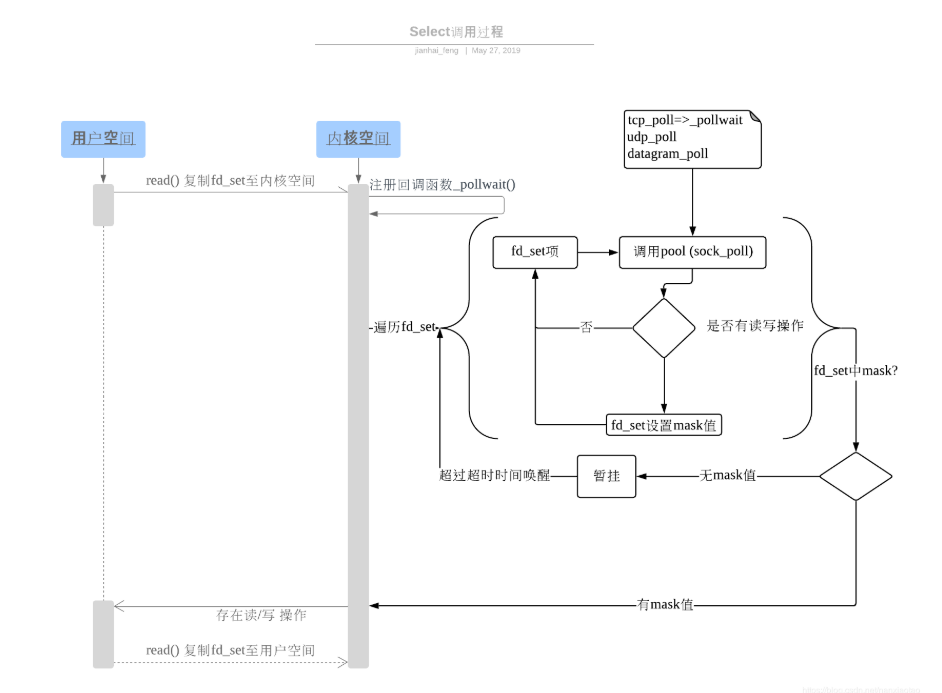 Select调用过程
jianhai_feng | May 27, 2019
用户空间
内核空间
tcp_poll=>_pollwait
udp_poll
datagram_poll
read() 复制fd_set至内核空间
注册回调函数_pollwait()
fd_set项
调用pool (sock_poll)
遍历fd_set
否
是否有读写操作
fd_set中mask?
fd_set设置mask值
超过超时时间唤醒
暂挂
无mask值
存在读/写 操作
有mask值
read() 复制fd_set至用户空间